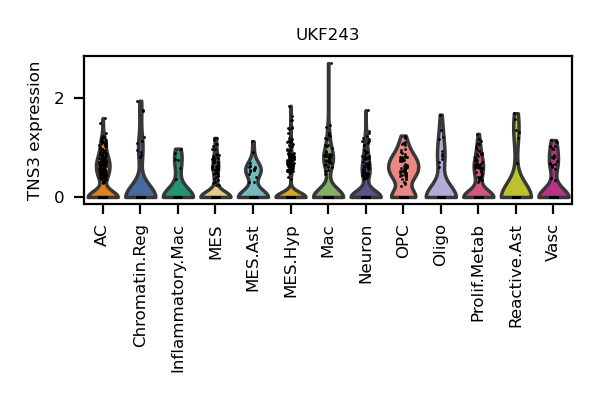 UKF243
TNS3 expression
2
0
AC
Chromatin.Reg
Inflammatory.Mac
MES
MES.Ast
MES.Hyp
Mac
Neuron
OPC
Oligo
Prolif.Metab
Reactive.Ast
Vasc